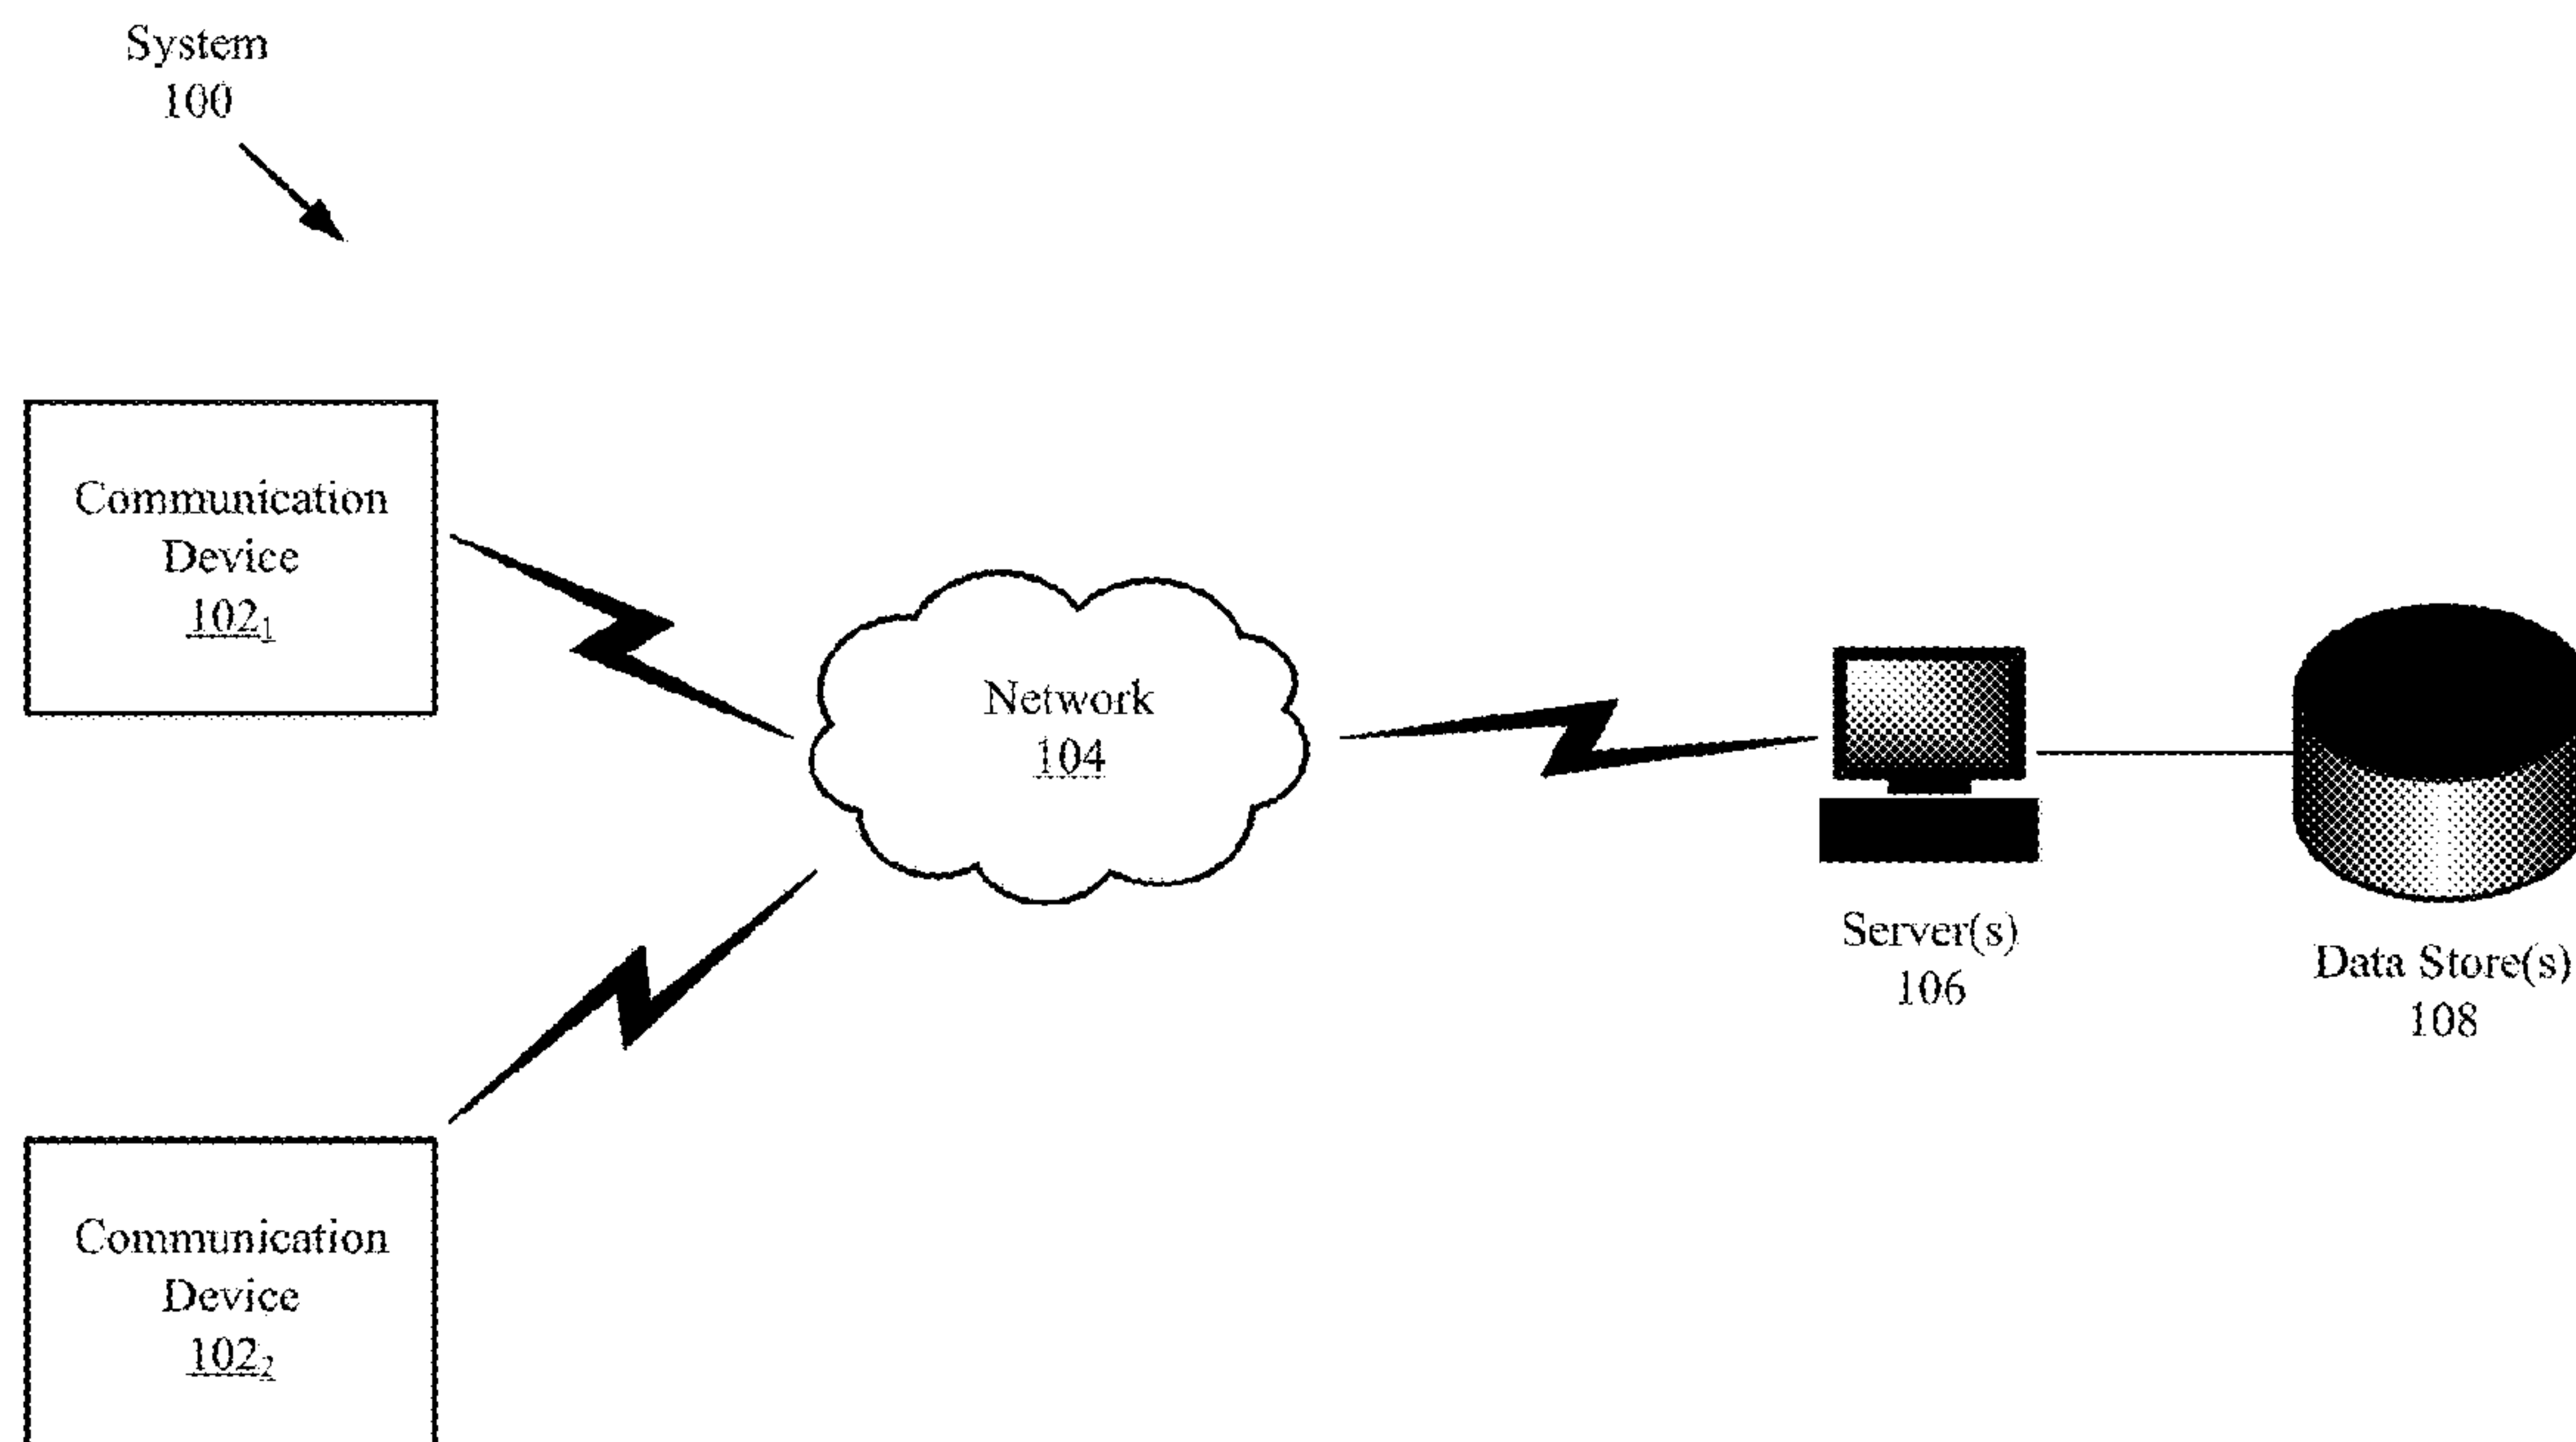 System
100
Communication
Device
102₁
Network
104
Server(s)
106
Data Store(s)
108
Communication
Device
102₂